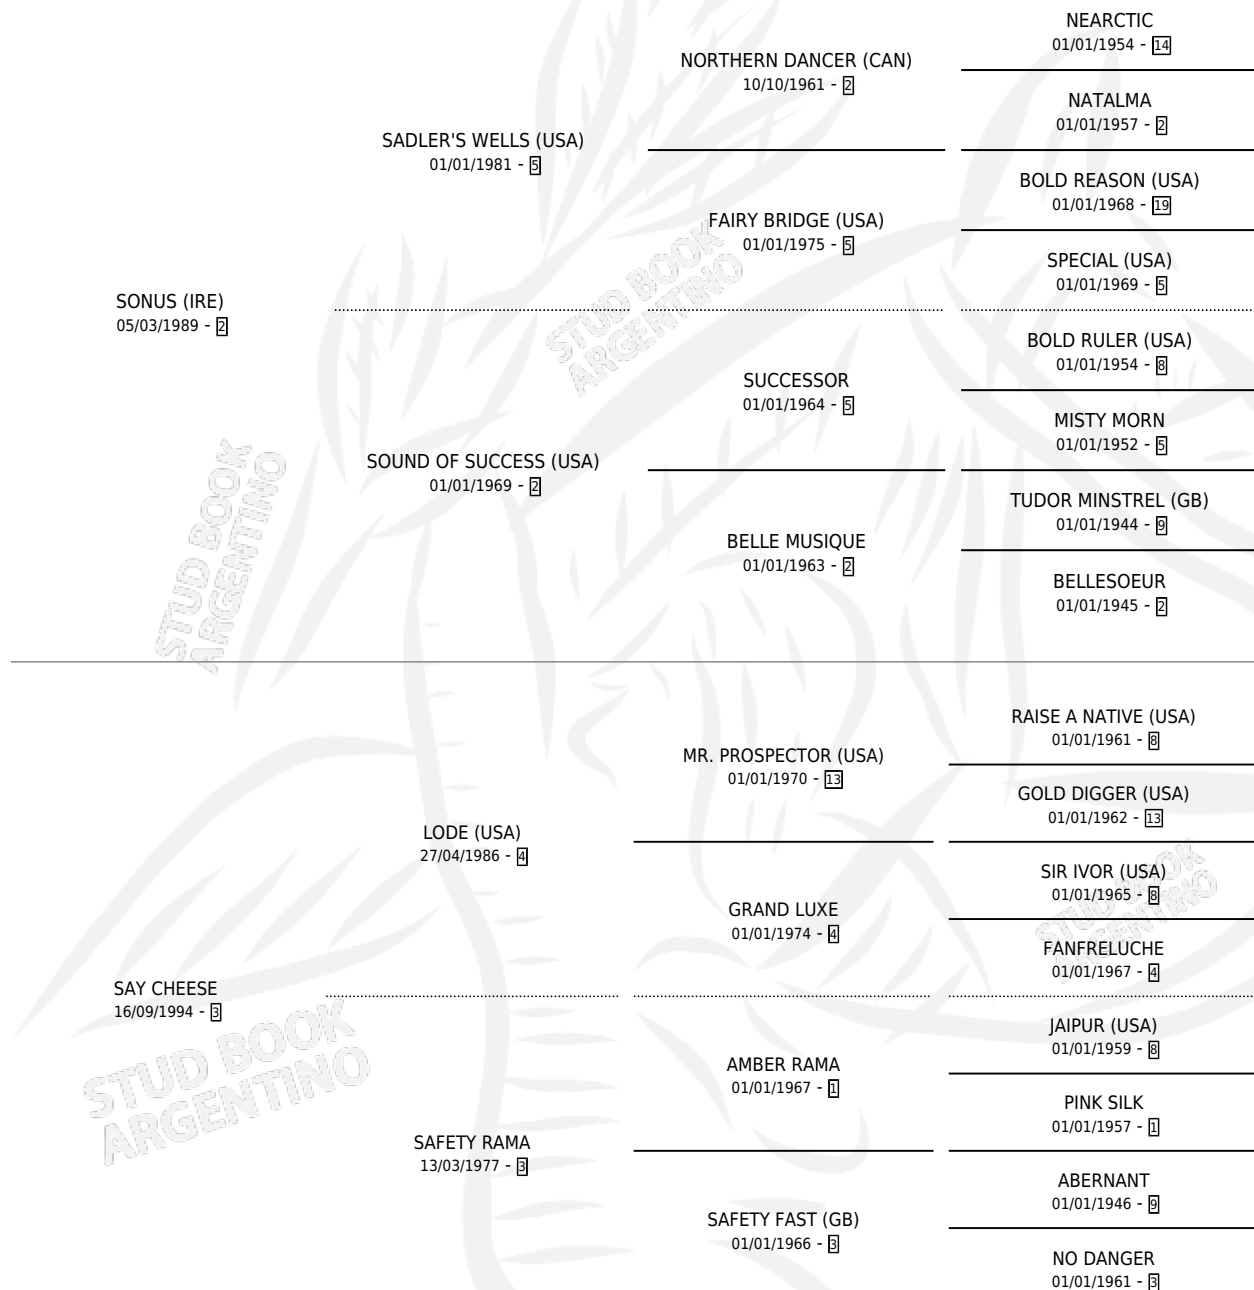 NEARCTIC
01/01/1954 - 14
NORTHERN DANCER (CAN)
10/10/1961 - 2
NATALMA
01/01/1957 - 2
SADLER'S WELLS (USA)
01/01/1981 - 5
BOLD REASON (USA)
01/01/1968 - 19
FAIRY BRIDGE (USA)
01/01/1975 - 5
SPECIAL (USA)
01/01/1969 - 5
SONUS (IRE)
05/03/1989 - 2
STUD BOOK
ARGENTINO
BOLD RULER (USA)
01/01/1954 - 8
SUCCESSOR
01/01/1964 - 5
MISTY MORN
01/01/1952 - 5
SOUND OF SUCCESS (USA)
01/01/1969 - 2
TUDOR MINSTREL (GB)
01/01/1944 - 9
BELLE MUSIQUE
01/01/1963 - 2
BELLESOEUR
01/01/1945 - 2
STUD BOOK
ARGENTINO
RAISE A NATIVE (USA)
01/01/1961 - 8
MR. PROSPECTOR (USA)
01/01/1970 - 13
GOLD DIGGER (USA)
01/01/1962 - 13
LODE (USA)
27/04/1986 - 4
SIR IVOR (USA)
01/01/1965 - 8
GRAND LUXE
01/01/1974 - 4
STUD BOOK
ARGENTINO
FANFRELUCHE
01/01/1967 - 4
SAY CHEESE
16/09/1994 - 3
STUD BOOK
ARGENTINO
JAIPUR (USA)
01/01/1959 - 8
AMBER RAMA
01/01/1967 - 1
PINK SILK
01/01/1957 - 1
SAFETY RAMA
13/03/1977 - 3
ABERNANT
01/01/1946 - 9
SAFETY FAST (GB)
01/01/1966 - 3
NO DANGER
01/01/1961 - 3